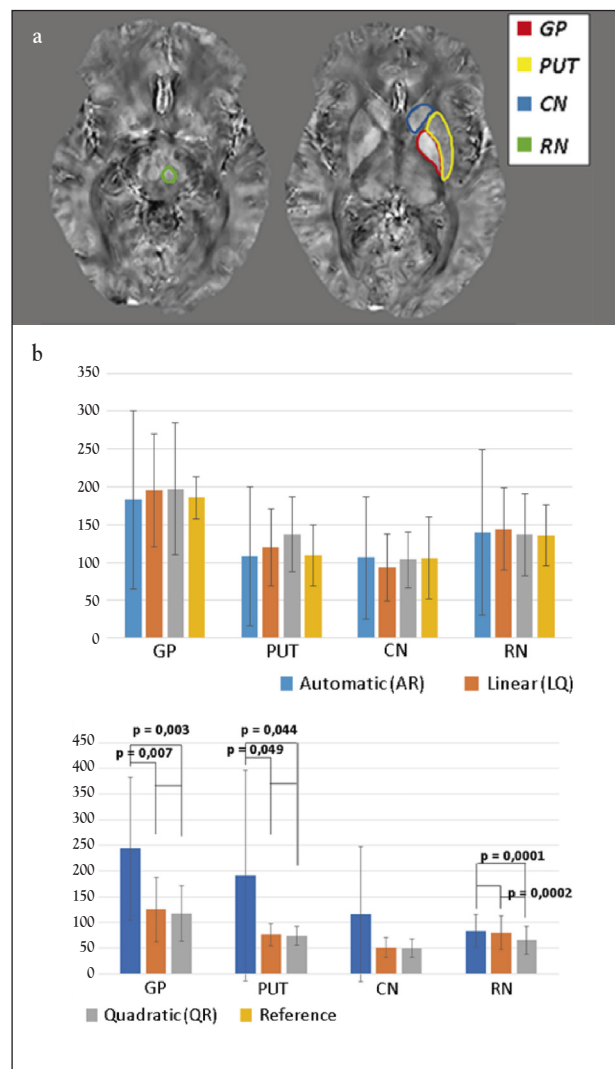 a
GP
PUT
CN
RN
b
350
300
250
200
150
100
50
0
GP PUT CN RN
Automatic (AR) Linear (LQ)
p = 0,003
p = 0,007
p = 0,044
p = 0,049
p = 0,0001
p = 0,0002
450
400
350
300
250
200
150
100
50
0
GP PUT CN RN
Quadratic (QR) Reference